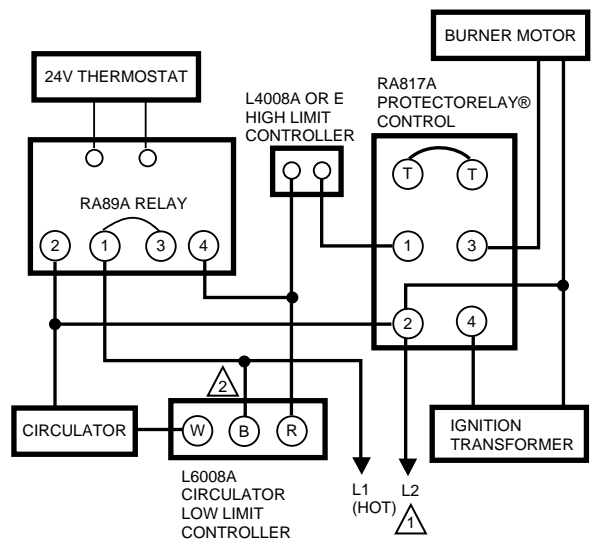 BURNER MOTOR
24V THERMOSTAT
L4008A OR E
HIGH LIMIT
CONTROLLER
RA817A
PROTECTORELAY®
CONTROL
T T
RA89A RELAY
2 1 3 4
1 3
2 4
2
CIRCULATOR
W B R
IGNITION
TRANSFORMER
L6008A
CIRCULATOR
LOW LIMIT
CONTROLLER
L1
(HOT)
L2
1